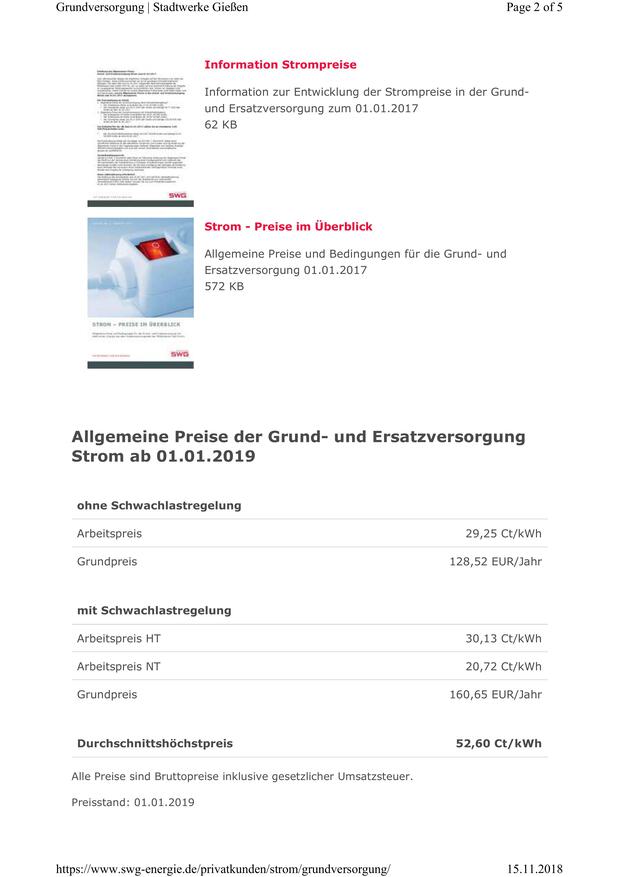 Grundversorgung | Stadtwerke Gießen
Page 2 of 5
Information Strompreise
Information zur Entwicklung der Strompreise in der Grund-
und Ersatzversorgung zum 01.01.2017
62 KB
SWG
Strom - Preise im Überblick
Allgemeine Preise und Bedingungen für die Grund- und
Ersatzversorgung 01.01.2017
572 KB
STROM – PREISE IM ÜBERBLICK
SWG
Allgemeine Preise der Grund- und Ersatzversorgung
Strom ab 01.01.2019
ohne Schwachlastregelung
Arbeitspreis 29,25 Ct/kWh
Grundpreis 128,52 EUR/Jahr
mit Schwachlastregelung
Arbeitspreis HT 30,13 Ct/kWh
Arbeitspreis NT 20,72 Ct/kWh
Grundpreis 160,65 EUR/Jahr
Durchschnittshöchstpreis 52,60 Ct/kWh
Alle Preise sind Bruttopreise inklusive gesetzlicher Umsatzsteuer.
Preisstand: 01.01.2019
https://www.swg-energie.de/privatkunden/strom/grundversorgung/
15.11.2018